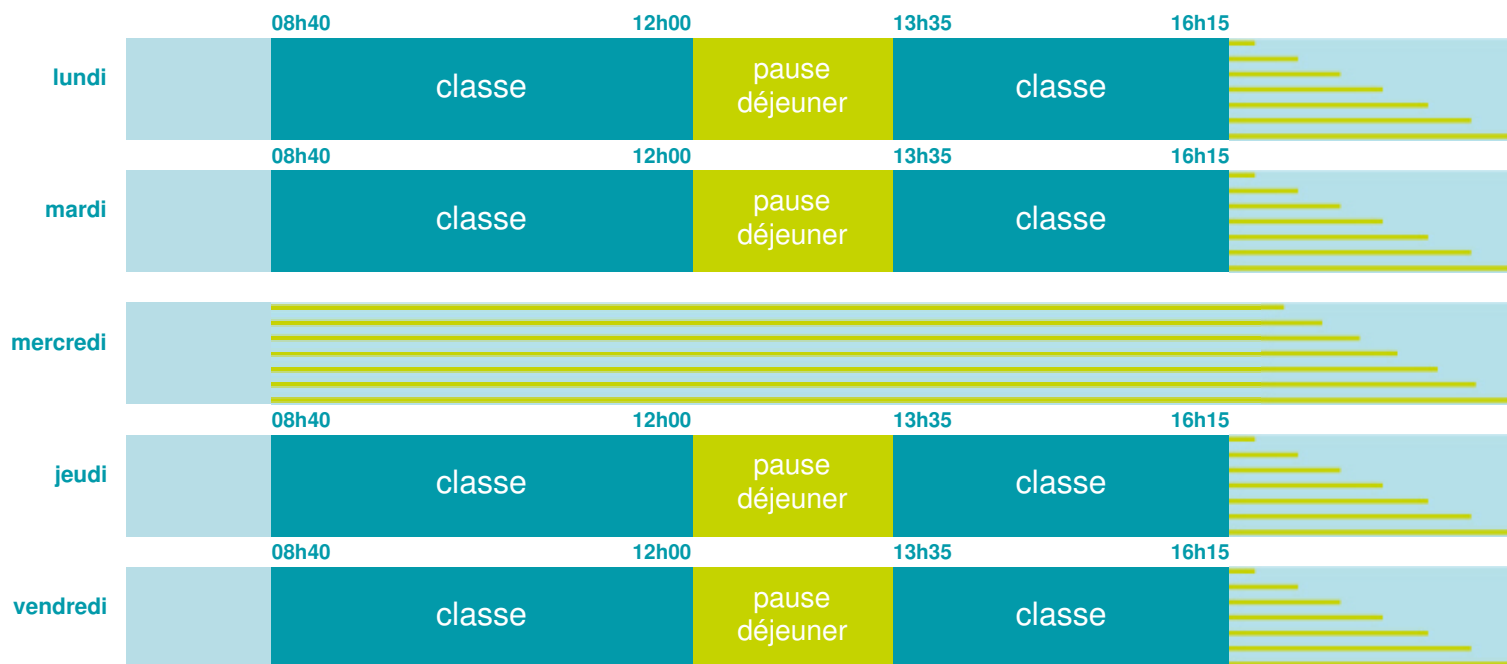 08h40 12h00 13h35 16h15
lundi
classe
pause
déjeuner
classe
08h40 12h00 13h35 16h15
mardi
classe
pause
déjeuner
classe
mercredi
08h40 12h00 13h35 16h15
jeudi
classe
pause
déjeuner
classe
08h40 12h00 13h35 16h15
vendredi
classe
pause
déjeuner
classe